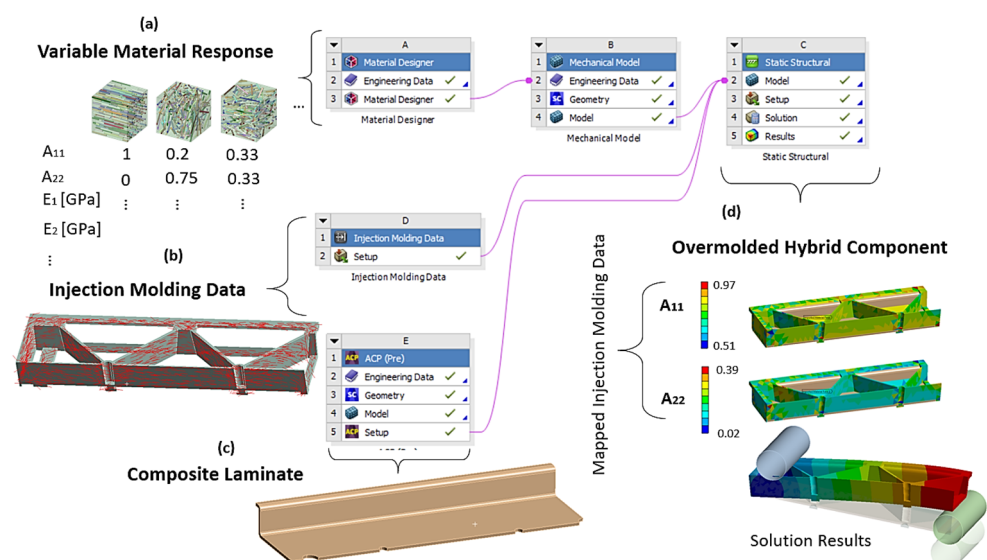 (a)
Variable Material Response
...
A11 1 0.2 0.33
A22 0 0.75 0.33
E1 [GPa] ⋮ ⋮ ⋮
E2 [GPa]
⋮
A
1 Material Designer
2 Engineering Data
3 Material Designer
Material Designer
B
1 Mechanical Model
2 Engineering Data
3 SC Geometry
4 Model
Mechanical Model
C
1 Static Structural
2 Model
3 Setup
4 Solution
5 Results
Static Structural
(b)
Injection Molding Data
D
1 Injection Molding Data
2 Setup
Injection Molding Data
E
1 ACP ACP (Pre)
2 Engineering Data
3 SC Geometry
4 Model
5 ACP Setup
(c)
Composite Laminate
(d)
Overmolded Hybrid Component
Mapped Injection Molding Data
A11
0.97
0.51
A22
0.39
0.02
Solution Results